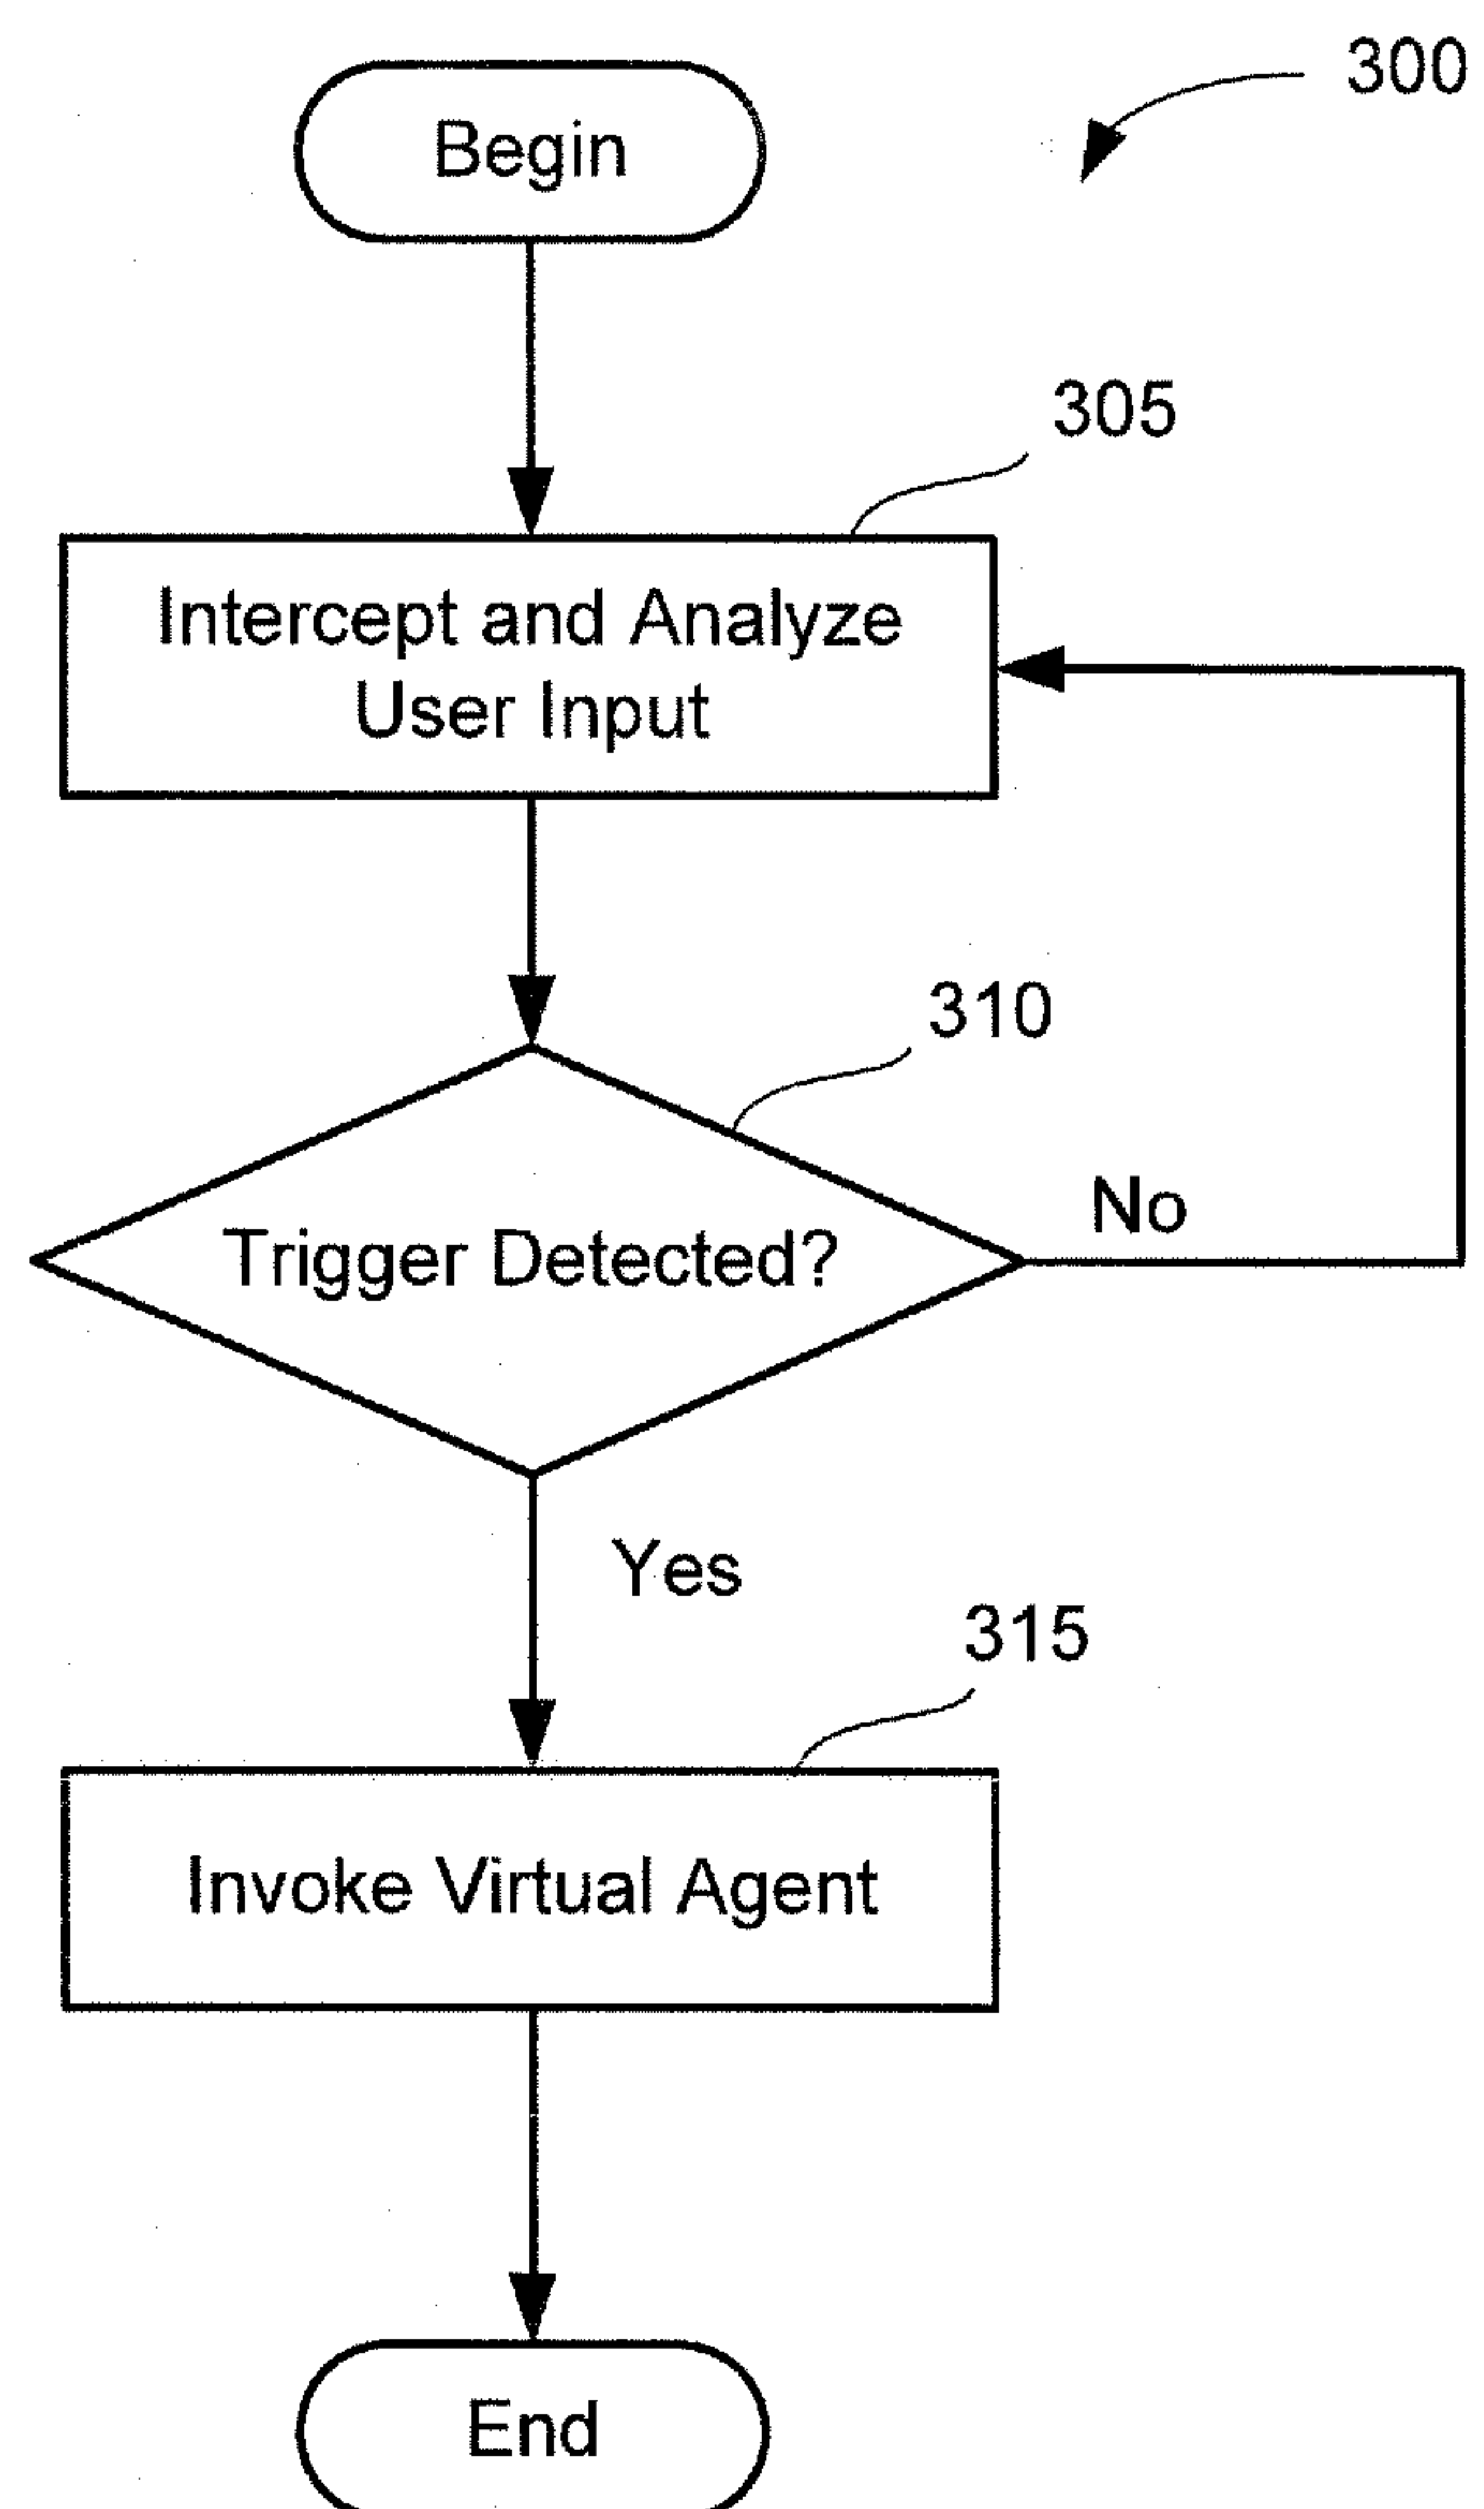 300
Begin
305
Intercept and Analyze
User Input
310
Trigger Detected?
No
Yes
315
Invoke Virtual Agent
End